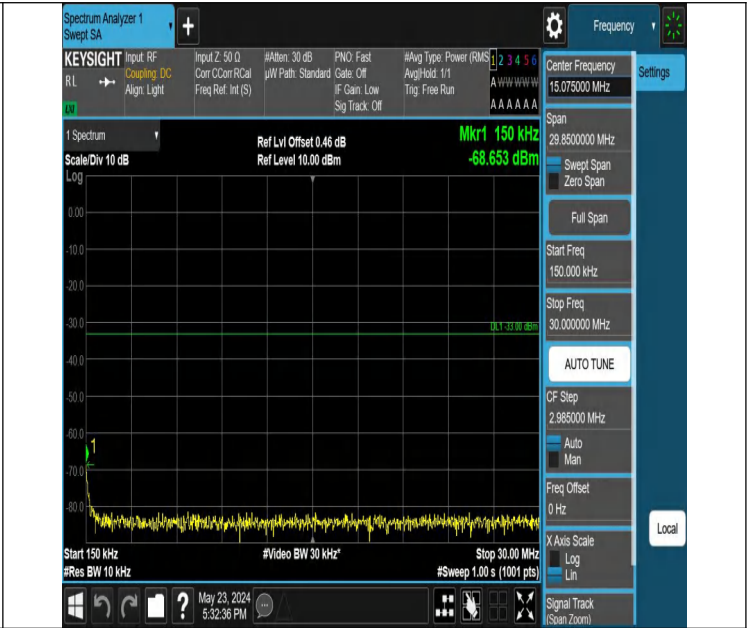 Spectrum Analyzer 1
Swept SA
+
Frequency
KEYSIGHT
RL
Input: RF
Coupling: DC
Align: Light
Input Z: 50 Ω
Corr CCorr RCal
Freq Ref: Int (S)
#Atten: 30 dB
µW Path: Standard
PNO: Fast
Gate: Off
IF Gain: Low
Sig Track: Off
#Avg Type: Power (RMS
Avg|Hold: 1/1
Trig: Free Run
1 2 3 4 5 6
A W W W W W
A A A A A A
1 Spectrum
Scale/Div 10 dB
Log
Ref Lvl Offset 0.46 dB
Ref Level 10.00 dBm
Mkr1 150 kHz
-68.653 dBm
0.00
-10.0
-20.0
-30.0
DL1 -33.00 dBm
-40.0
-50.0
-60.0
1
-70.0
-80.0
Start 150 kHz
#Res BW 10 kHz
#Video BW 30 kHz*
Stop 30.00 MHz
#Sweep 1.00 s (1001 pts)
Center Frequency
15.075000 MHz
Settings
Span
29.8500000 MHz
Swept Span
Zero Span
Full Span
Start Freq
150.000 kHz
Stop Freq
30.000000 MHz
AUTO TUNE
CF Step
2.985000 MHz
Auto
Man
Freq Offset
0 Hz
X Axis Scale
Log
Lin
Local
Signal Track
(Span Zoom)
?
May 23, 2024
5:32:36 PM